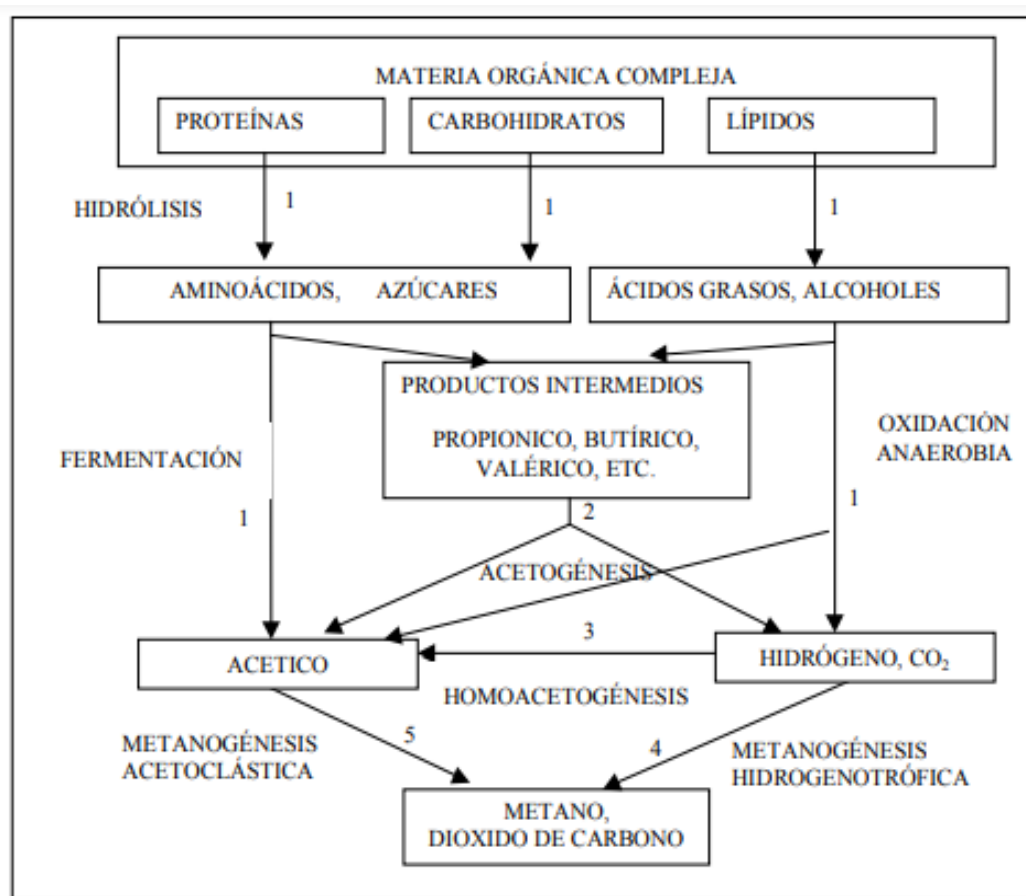 MATERIA ORGÁNICA COMPLEJA
PROTEÍNAS
CARBOHIDRATOS
LÍPIDOS
HIDRÓLISIS
1
1
1
AMINOÁCIDOS, AZÚCARES
ÁCIDOS GRASOS, ALCOHOLES
PRODUCTOS INTERMEDIOS
PROPIONICO, BUTÍRICO,
VALÉRICO, ETC.
FERMENTACIÓN
1
OXIDACIÓN
ANAEROBIA
1
2
ACETOGÉNESIS
ACETICO
3
HOMOACETOGÉNESIS
HIDRÓGENO, CO₂
METANOGÉNESIS
ACETOCLÁSTICA
5
4
METANOGÉNESIS
HIDROGENOTRÓFICA
METANO,
DIOXIDO DE CARBONO